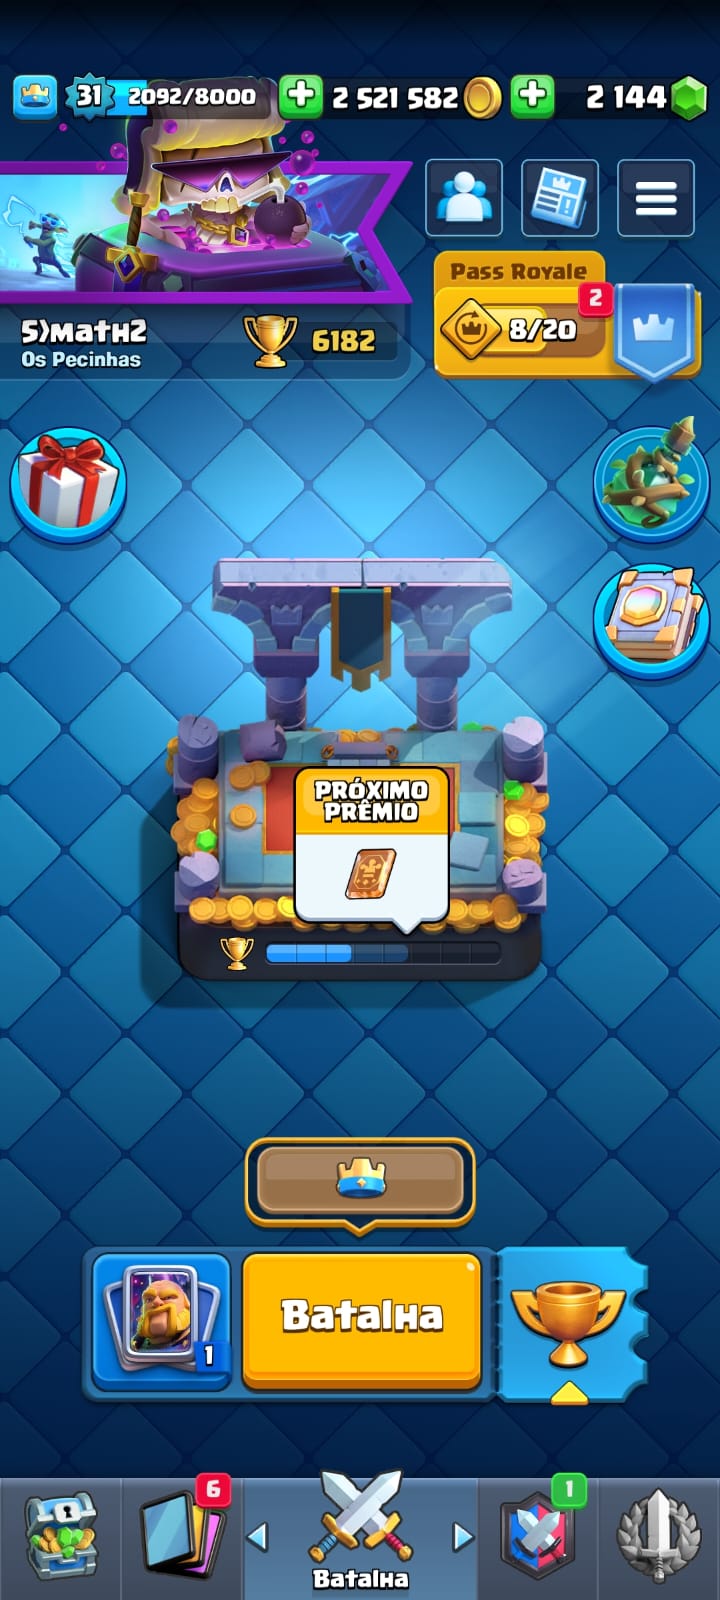 31
2092/8000
2 521 582
2 144
Pass Royale
2
8/20
5)Math2
Os Pecinhas
6182
PRÓXIMO
PRÊMIO
1
Batalha
6
1
Batalha